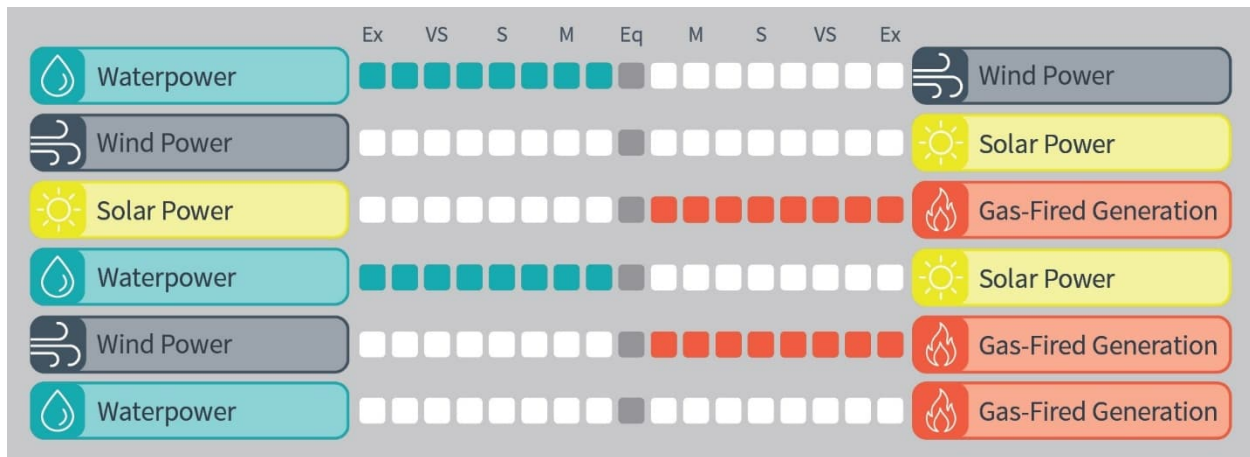 Ex VS S M Eq M S VS Ex
Waterpower Wind Power
Wind Power Solar Power
Solar Power Gas-Fired Generation
Waterpower Solar Power
Wind Power Gas-Fired Generation
Waterpower Gas-Fired Generation